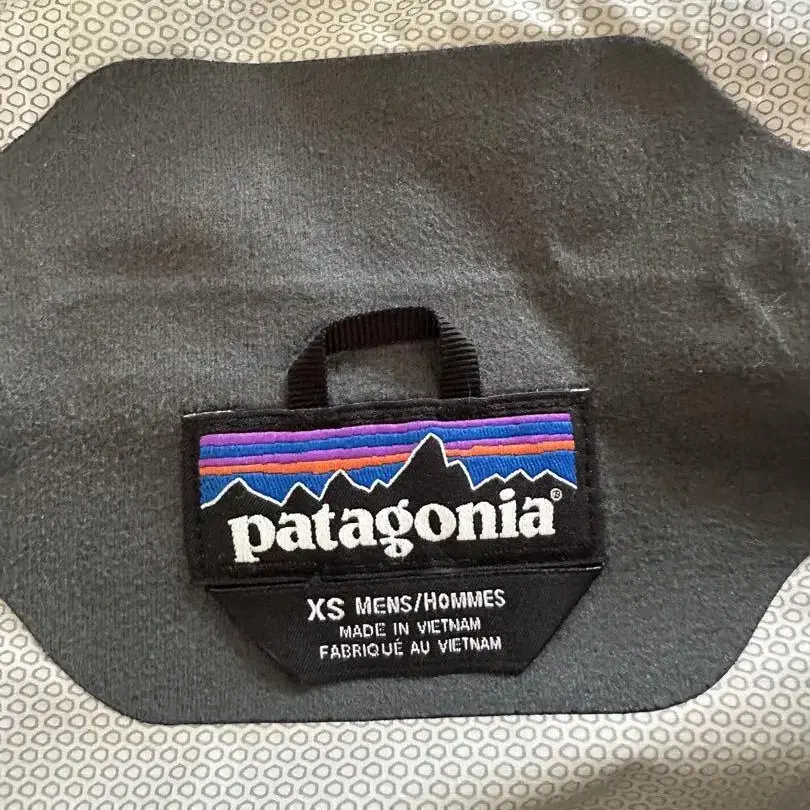 patagonia®
XS MENS/HOMMES
MADE IN VIETNAM
FABRIQUÉ AU VIETNAM